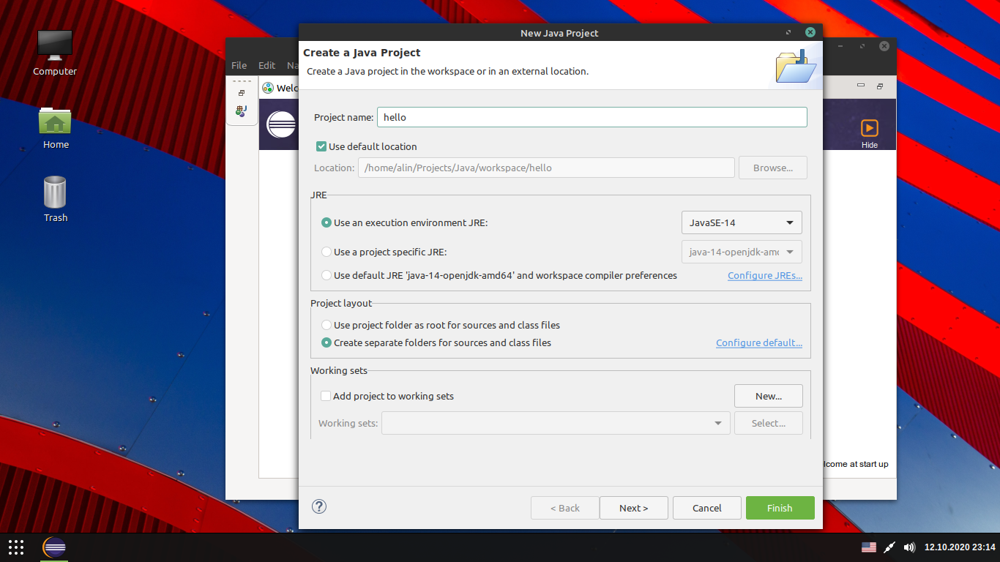 Computer
Home
Trash
New Java Project
File Edit
Create a Java Project
Create a Java project in the workspace or in an external location.
Project name: hello
Use default location
Location: /home/alin/Projects/Java/workspace/hello Browse...
JRE
Use an execution environment JRE: JavaSE-14
Use a project specific JRE: java-14-openjdk-amd
Use default JRE 'java-14-openjdk-amd64' and workspace compiler preferences Configure JREs...
Project layout
Use project folder as root for sources and class files
Create separate folders for sources and class files Configure default...
Working sets
Add project to working sets New...
Working sets: Select...
< Back Next > Cancel Finish
Hide
at start up
12.10.2020 23:14